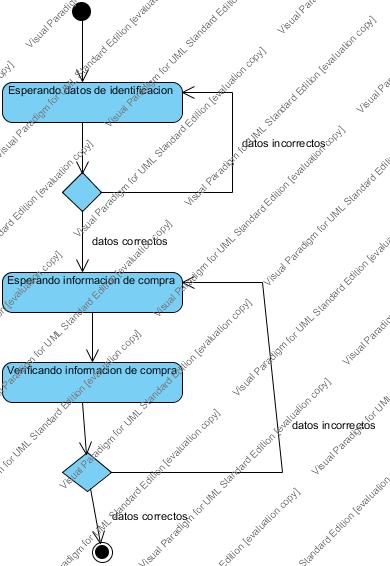 Esperando datos de identificacion
datos incorrectos
datos correctos
Esperando informacion de compra
Verificando informacion de compra
datos incorrectos
datos correctos
Visual Paradigm for UML Standard Edition [evaluation copy]